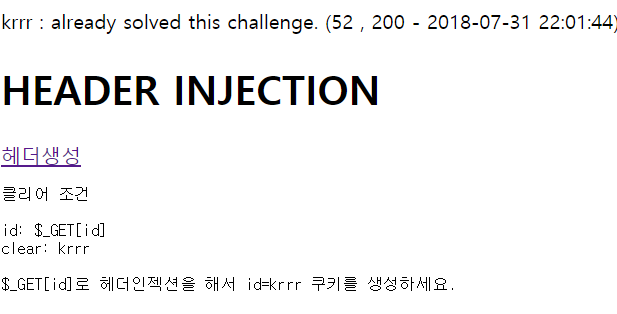 krrr : already solved this challenge. (52 , 200 - 2018-07-31 22:01:44)
HEADER INJECTION
헤더생성
클리어 조건
id: $_GET[id]
clear: krrr
$_GET[id]로 헤더인젝션을 해서 id=krrr 쿠키를 생성하세요.